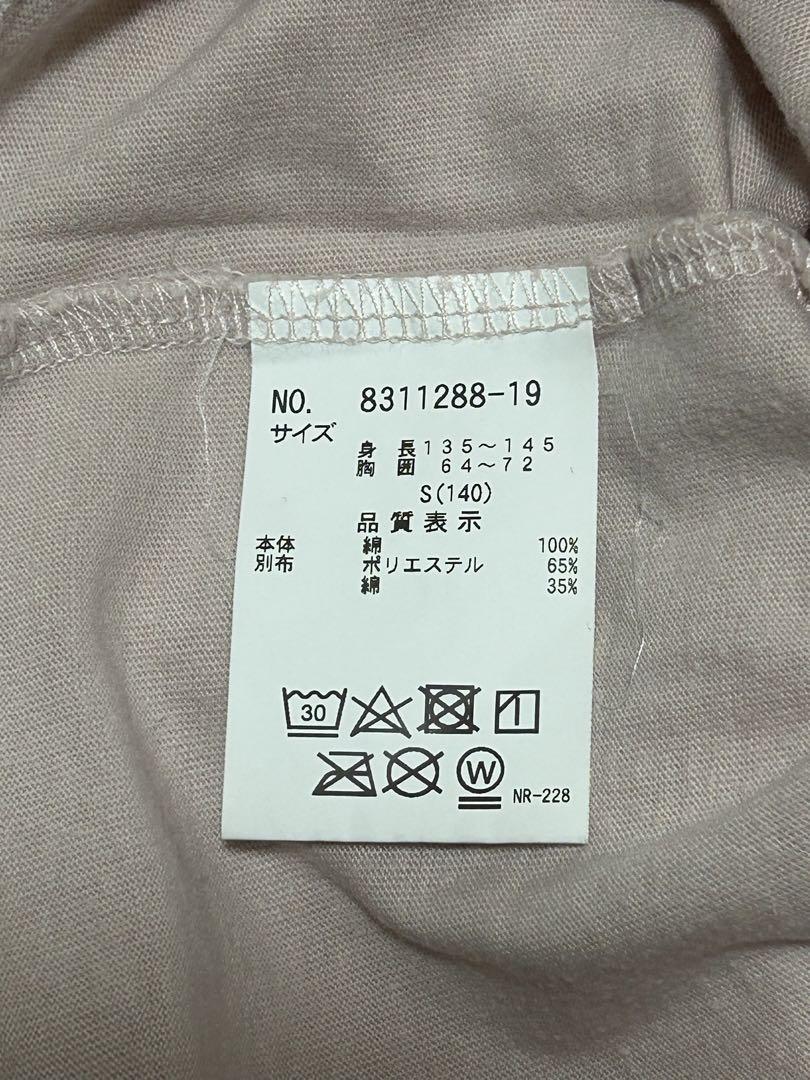 NO. 8311288-19
サイズ
身 長 135～145
胸 囲 64～72
S(140)
品質表示
本体 綿 100%
別布 ポリエステル 65%
綿 35%
30
W
NR-228